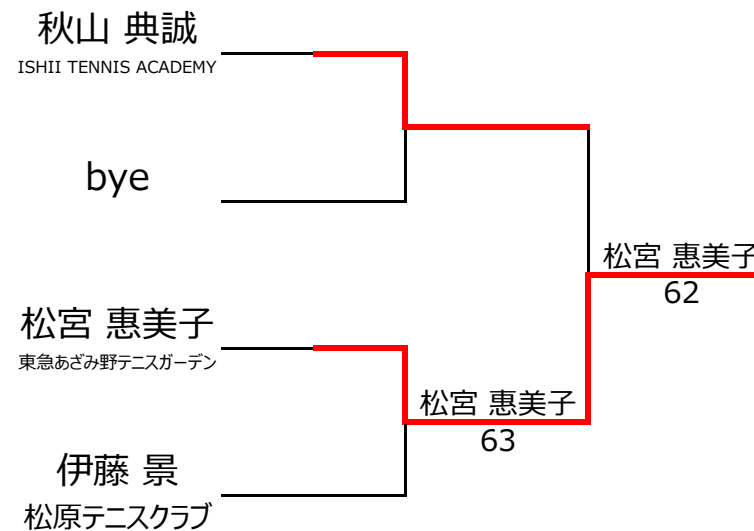 秋山 典誠
ISHII TENNIS ACADEMY
bye
松宮 惠美子
62
松宮 惠美子
東急あざみ野テニスガーデン
松宮 惠美子
63
伊藤 景
松原テニスクラブ